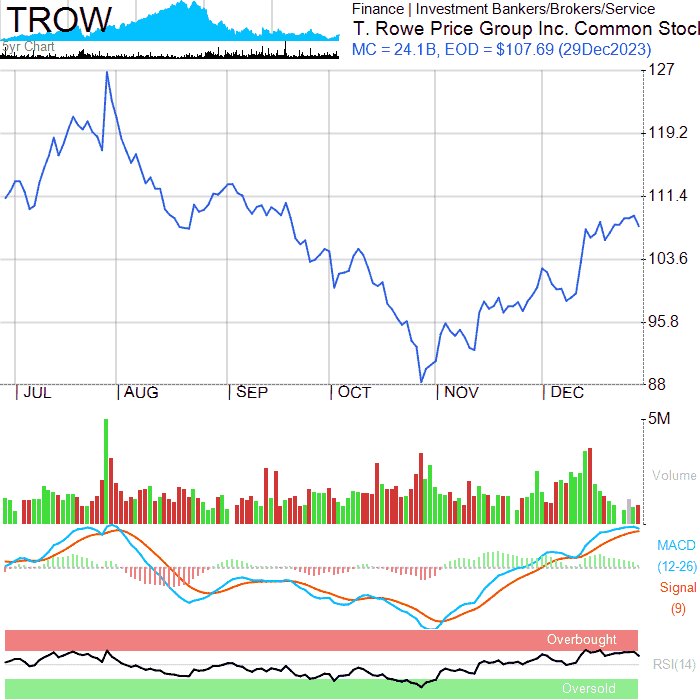 TROW
5yr Chart
Finance | Investment Bankers/Brokers/Service
T. Rowe Price Group Inc. Common Stoc
MC = 24.1B, EOD = $107.69 (29Dec2023)
127
119.2
111.4
103.6
95.8
88
JUL AUG SEP OCT NOV DEC
5M
Volume
MACD
(12-26)
Signal
(9)
Overbought
RSI(14)
Oversold